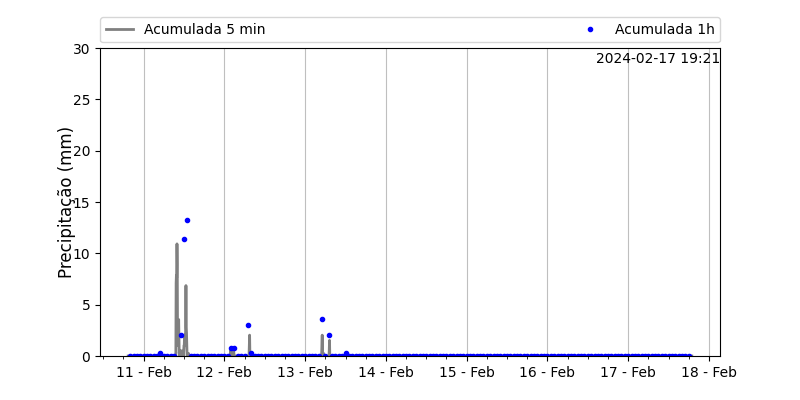 Acumulada 5 min
Acumulada 1h
2024-02-17 19:21
Precipitação (mm)
30
25
20
15
10
5
0
11 - Feb
12 - Feb
13 - Feb
14 - Feb
15 - Feb
16 - Feb
17 - Feb
18 - Feb